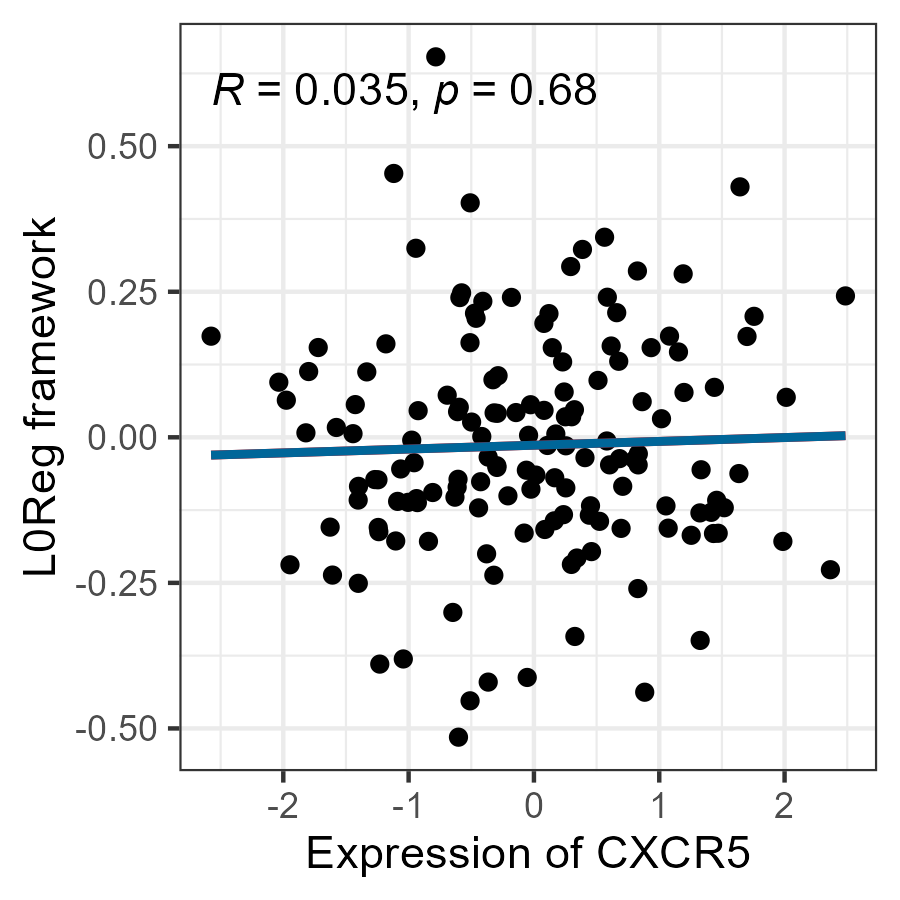 R = 0.035, p = 0.68
0.50
0.25
0.00
-0.25
-0.50
L0Reg framework
-2 -1 0 1 2
Expression of CXCR5